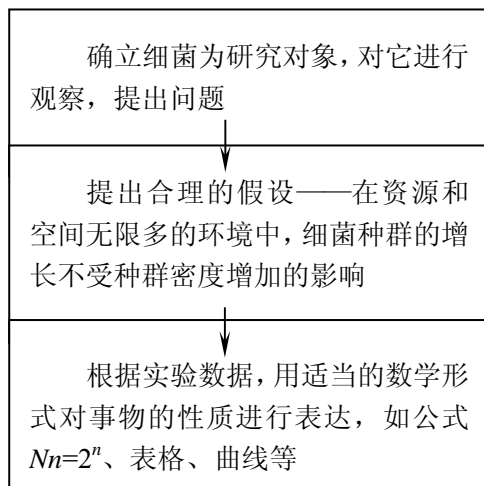 确立细菌为研究对象，对它进行
观察，提出问题
提出合理的假设——在资源和
空间无限多的环境中，细菌种群的增
长不受种群密度增加的影响
根据实验数据，用适当的数学形
式对事物的性质进行表达，如公式
Nn=2ⁿ、表格、曲线等